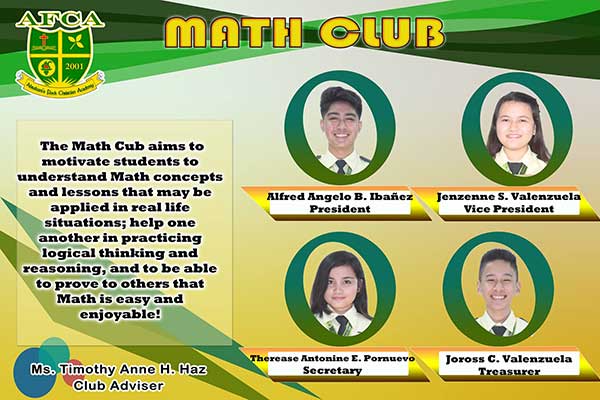 AFCA
MATH CLUB
2001
The Math Cub aims to
motivate students to
understand Math concepts
and lessons that may be
applied in real life
situations; help one
another in practicing
logical thinking and
reasoning, and to be able
to prove to others that
Math is easy and
enjoyable!
Ms. Timothy Anne H. Haz
Club Adviser
Alfred Angelo B. Ibañez
President
Jenzenne S. Valenzuela
Vice President
Therease Antonine E. Pornuevo
Secretary
Joross C. Valenzuela
Treasurer